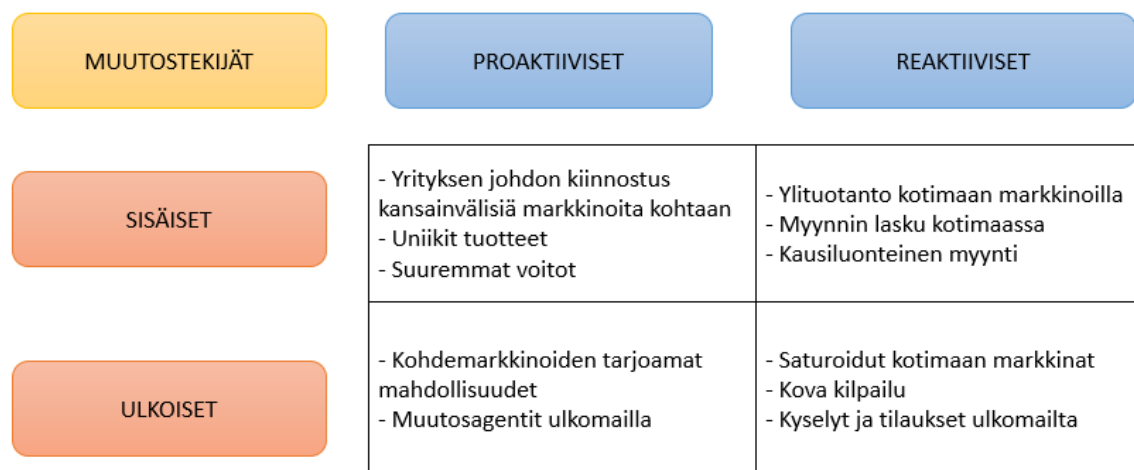 MUUTOSTEKIJÄT
PROAKTIIVISET
REAKTIIVISET
SISÄISET
- Yrityksen johdon kiinnostus
kansainvälisiä markkinoita kohtaan
- Uniikit tuotteet
- Suuremmat voitot
- Ylituotanto kotimaan markkinoilla
- Myynnin lasku kotimaassa
- Kausiluonteinen myynti
ULKOISET
- Kohdemarkkinoiden tarjoamat
mahdollisuudet
- Muutosagentit ulkomailla
- Saturoidut kotimaan markkinat
- Kova kilpailu
- Kyselyt ja tilaukset ulkomailta